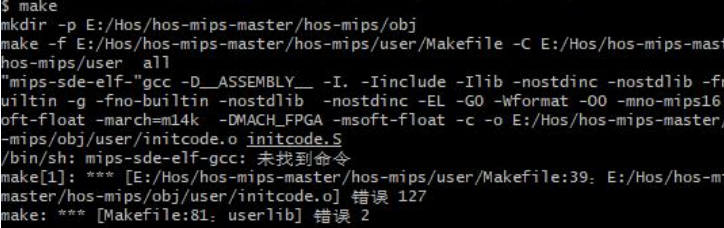 $ make
mkdir -p E:/Hos/hos-mips-master/hos-mips/obj
make -f E:/Hos/hos-mips-master/hos-mips/user/Makefile -C E:/Hos/hos-mips-mast
hos-mips/user  all
"mips-sde-elf-"gcc -D__ASSEMBLY__ -I. -Iinclude -Ilib -nostdinc -nostdlib -f
uiltin -g -fno-builtin -nostdlib  -nostdinc -EL -G0 -Wformat -O0 -mno-mips16
oft-float -march=m14k  -DMACH_FPGA -msoft-float -c -o E:/Hos/hos-mips-master/
-mips/obj/user/initcode.o initcode.S
/bin/sh: mips-sde-elf-gcc: 未找到命令
make[1]: *** [E:/Hos/hos-mips-master/hos-mips/user/Makefile:39：E:/Hos/hos-m
master/hos-mips/obj/user/initcode.o] 错误 127
make: *** [Makefile:81：userlib] 错误 2